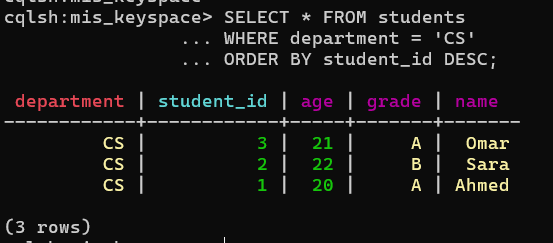 cqlsh:mis_keyspace> SELECT * FROM students
... WHERE department = 'CS'
... ORDER BY student_id DESC;
department | student_id | age | grade | name
-----------+------------+-----+-------+-------
CS | 3 | 21 | A | Omar
CS | 2 | 22 | B | Sara
CS | 1 | 20 | A | Ahmed
(3 rows)